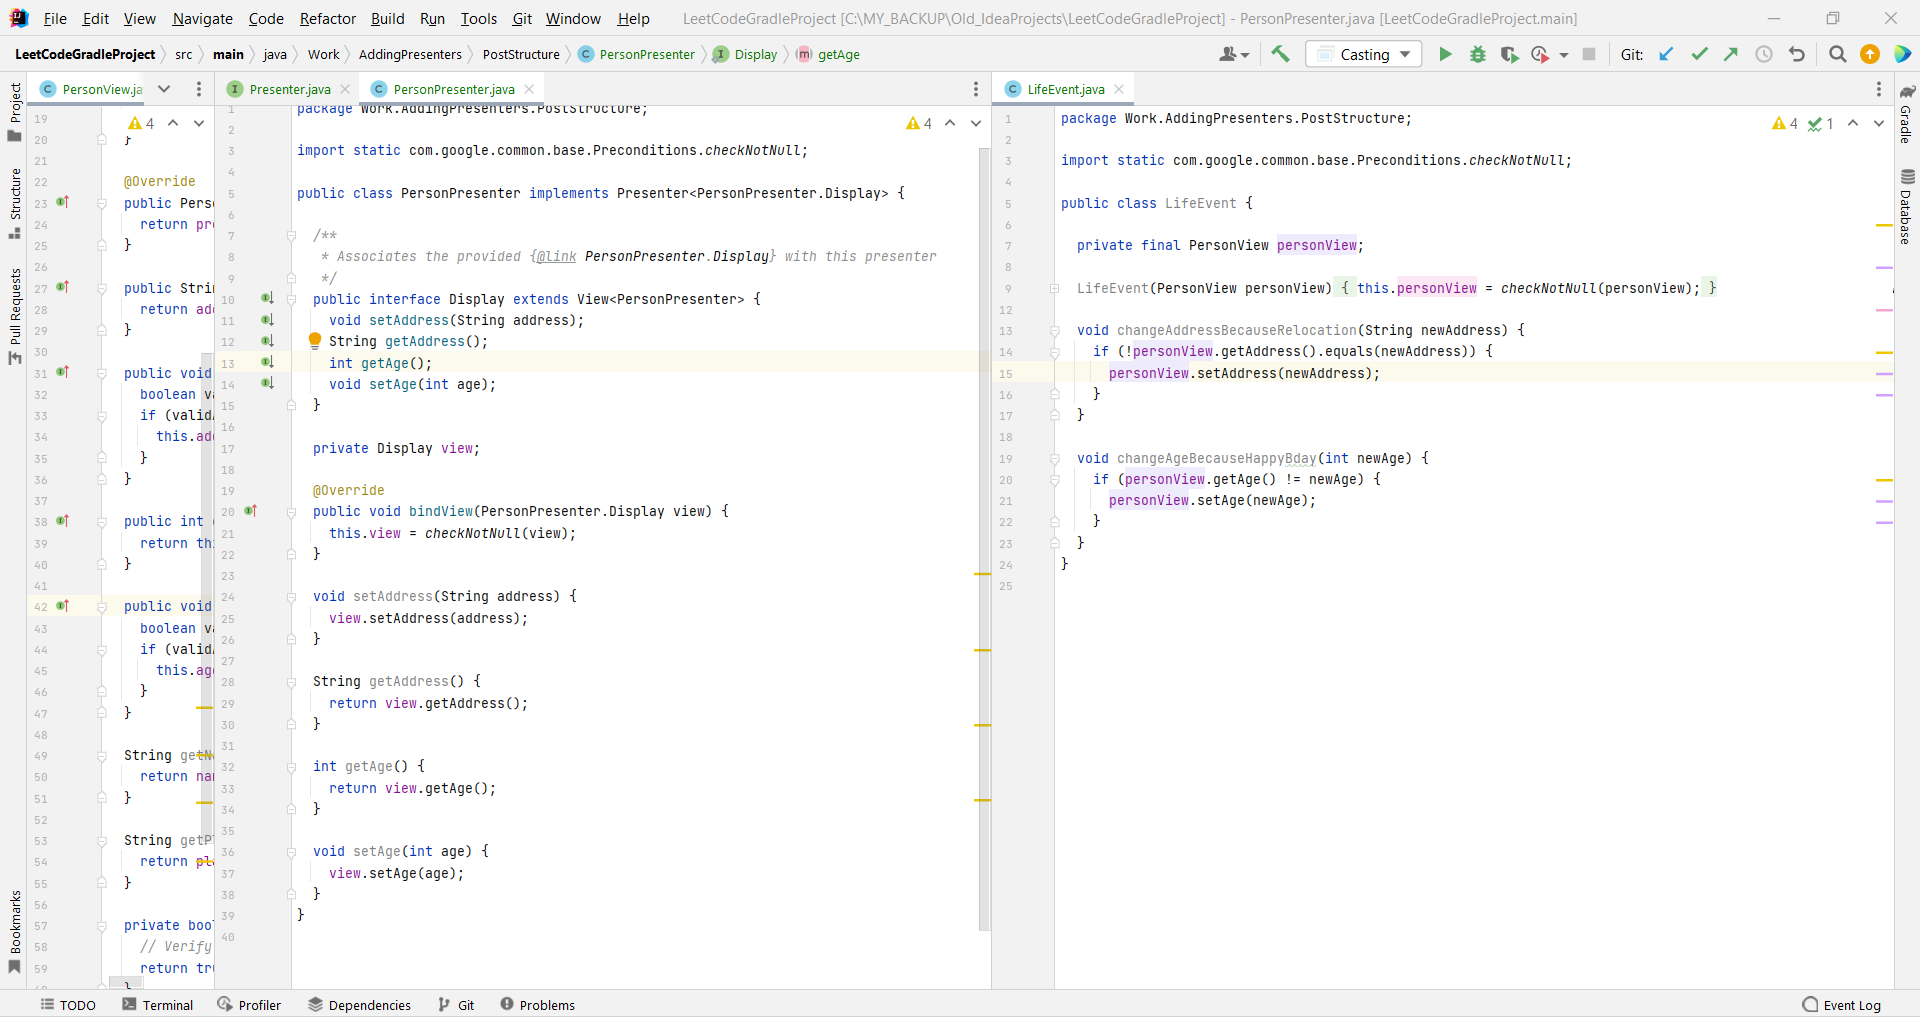 File Edit View Navigate Code Refactor Build Run Tools Git Window Help LeetCodeGradleProject [C:\MY_BACKUP\Old_IdeaProjects\LeetCodeGradleProject] - PersonPresenter.java [LeetCodeGradleProject.main]
LeetCodeGradleProject src main java Work AddingPresenters PostStructure PersonPresenter Display getAge Casting Git:
Project
Structure
Pull Requests
Bookmarks
PersonView.ja
4
19
20 }
21
22 @Override
23 public Perso
24 return pre
25 }
26
27 public Strin
28 return add
29 }
30
31 public void
32 boolean va
33 if (valid
34 this.add
35 }
36 }
37
38 public int
39 return thi
40 }
41
42 public void
43 boolean va
44 if (valid
45 this.age
46 }
47 }
48
49 String getN
50 return nam
51 }
52
53 String getP
54 return pl
55 }
56
57 private bool
58 // Verify
59 return tru
}
Presenter.java PersonPresenter.java
4
1 package Work.AddingPresenters.PostStructure;
2
3 import static com.google.common.base.Preconditions.checkNotNull;
4
5 public class PersonPresenter implements Presenter<PersonPresenter.Display> {
6
7 /**
8 * Associates the provided {@link PersonPresenter.Display} with this presenter
9 */
10 public interface Display extends View<PersonPresenter> {
11 void setAddress(String address);
12 String getAddress();
13 int getAge();
14 void setAge(int age);
15 }
16
17 private Display view;
18
19 @Override
20 public void bindView(PersonPresenter.Display view) {
21 this.view = checkNotNull(view);
22 }
23
24 void setAddress(String address) {
25 view.setAddress(address);
26 }
27
28 String getAddress() {
29 return view.getAddress();
30 }
31
32 int getAge() {
33 return view.getAge();
34 }
35
36 void setAge(int age) {
37 view.setAge(age);
38 }
39 }
40
LifeEvent.java
4 1
1 package Work.AddingPresenters.PostStructure;
2
3 import static com.google.common.base.Preconditions.checkNotNull;
4
5 public class LifeEvent {
6
7 private final PersonView personView;
8
9 LifeEvent(PersonView personView) { this.personView = checkNotNull(personView); }
12
13 void changeAddressBecauseRelocation(String newAddress) {
14 if (!personView.getAddress().equals(newAddress)) {
15 personView.setAddress(newAddress);
16 }
17 }
18
19 void changeAgeBecauseHappyBday(int newAge) {
20 if (personView.getAge() != newAge) {
21 personView.setAge(newAge);
22 }
23 }
24 }
25
Gradle
Database
TODO Terminal Profiler Dependencies Git Problems Event Log